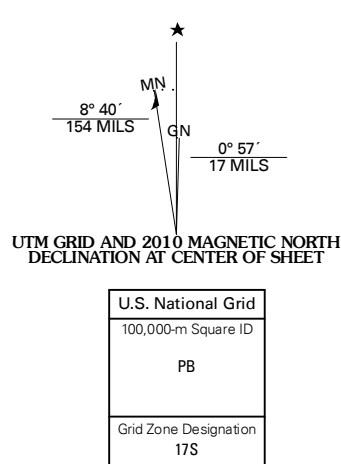 ★
MN
8° 40´
154 MILS
GN
0° 57´
17 MILS
UTM GRID AND 2010 MAGNETIC NORTH
DECLINATION AT CENTER OF SHEET
U.S. National Grid
100,000-m Square ID
PB
Grid Zone Designation
17S